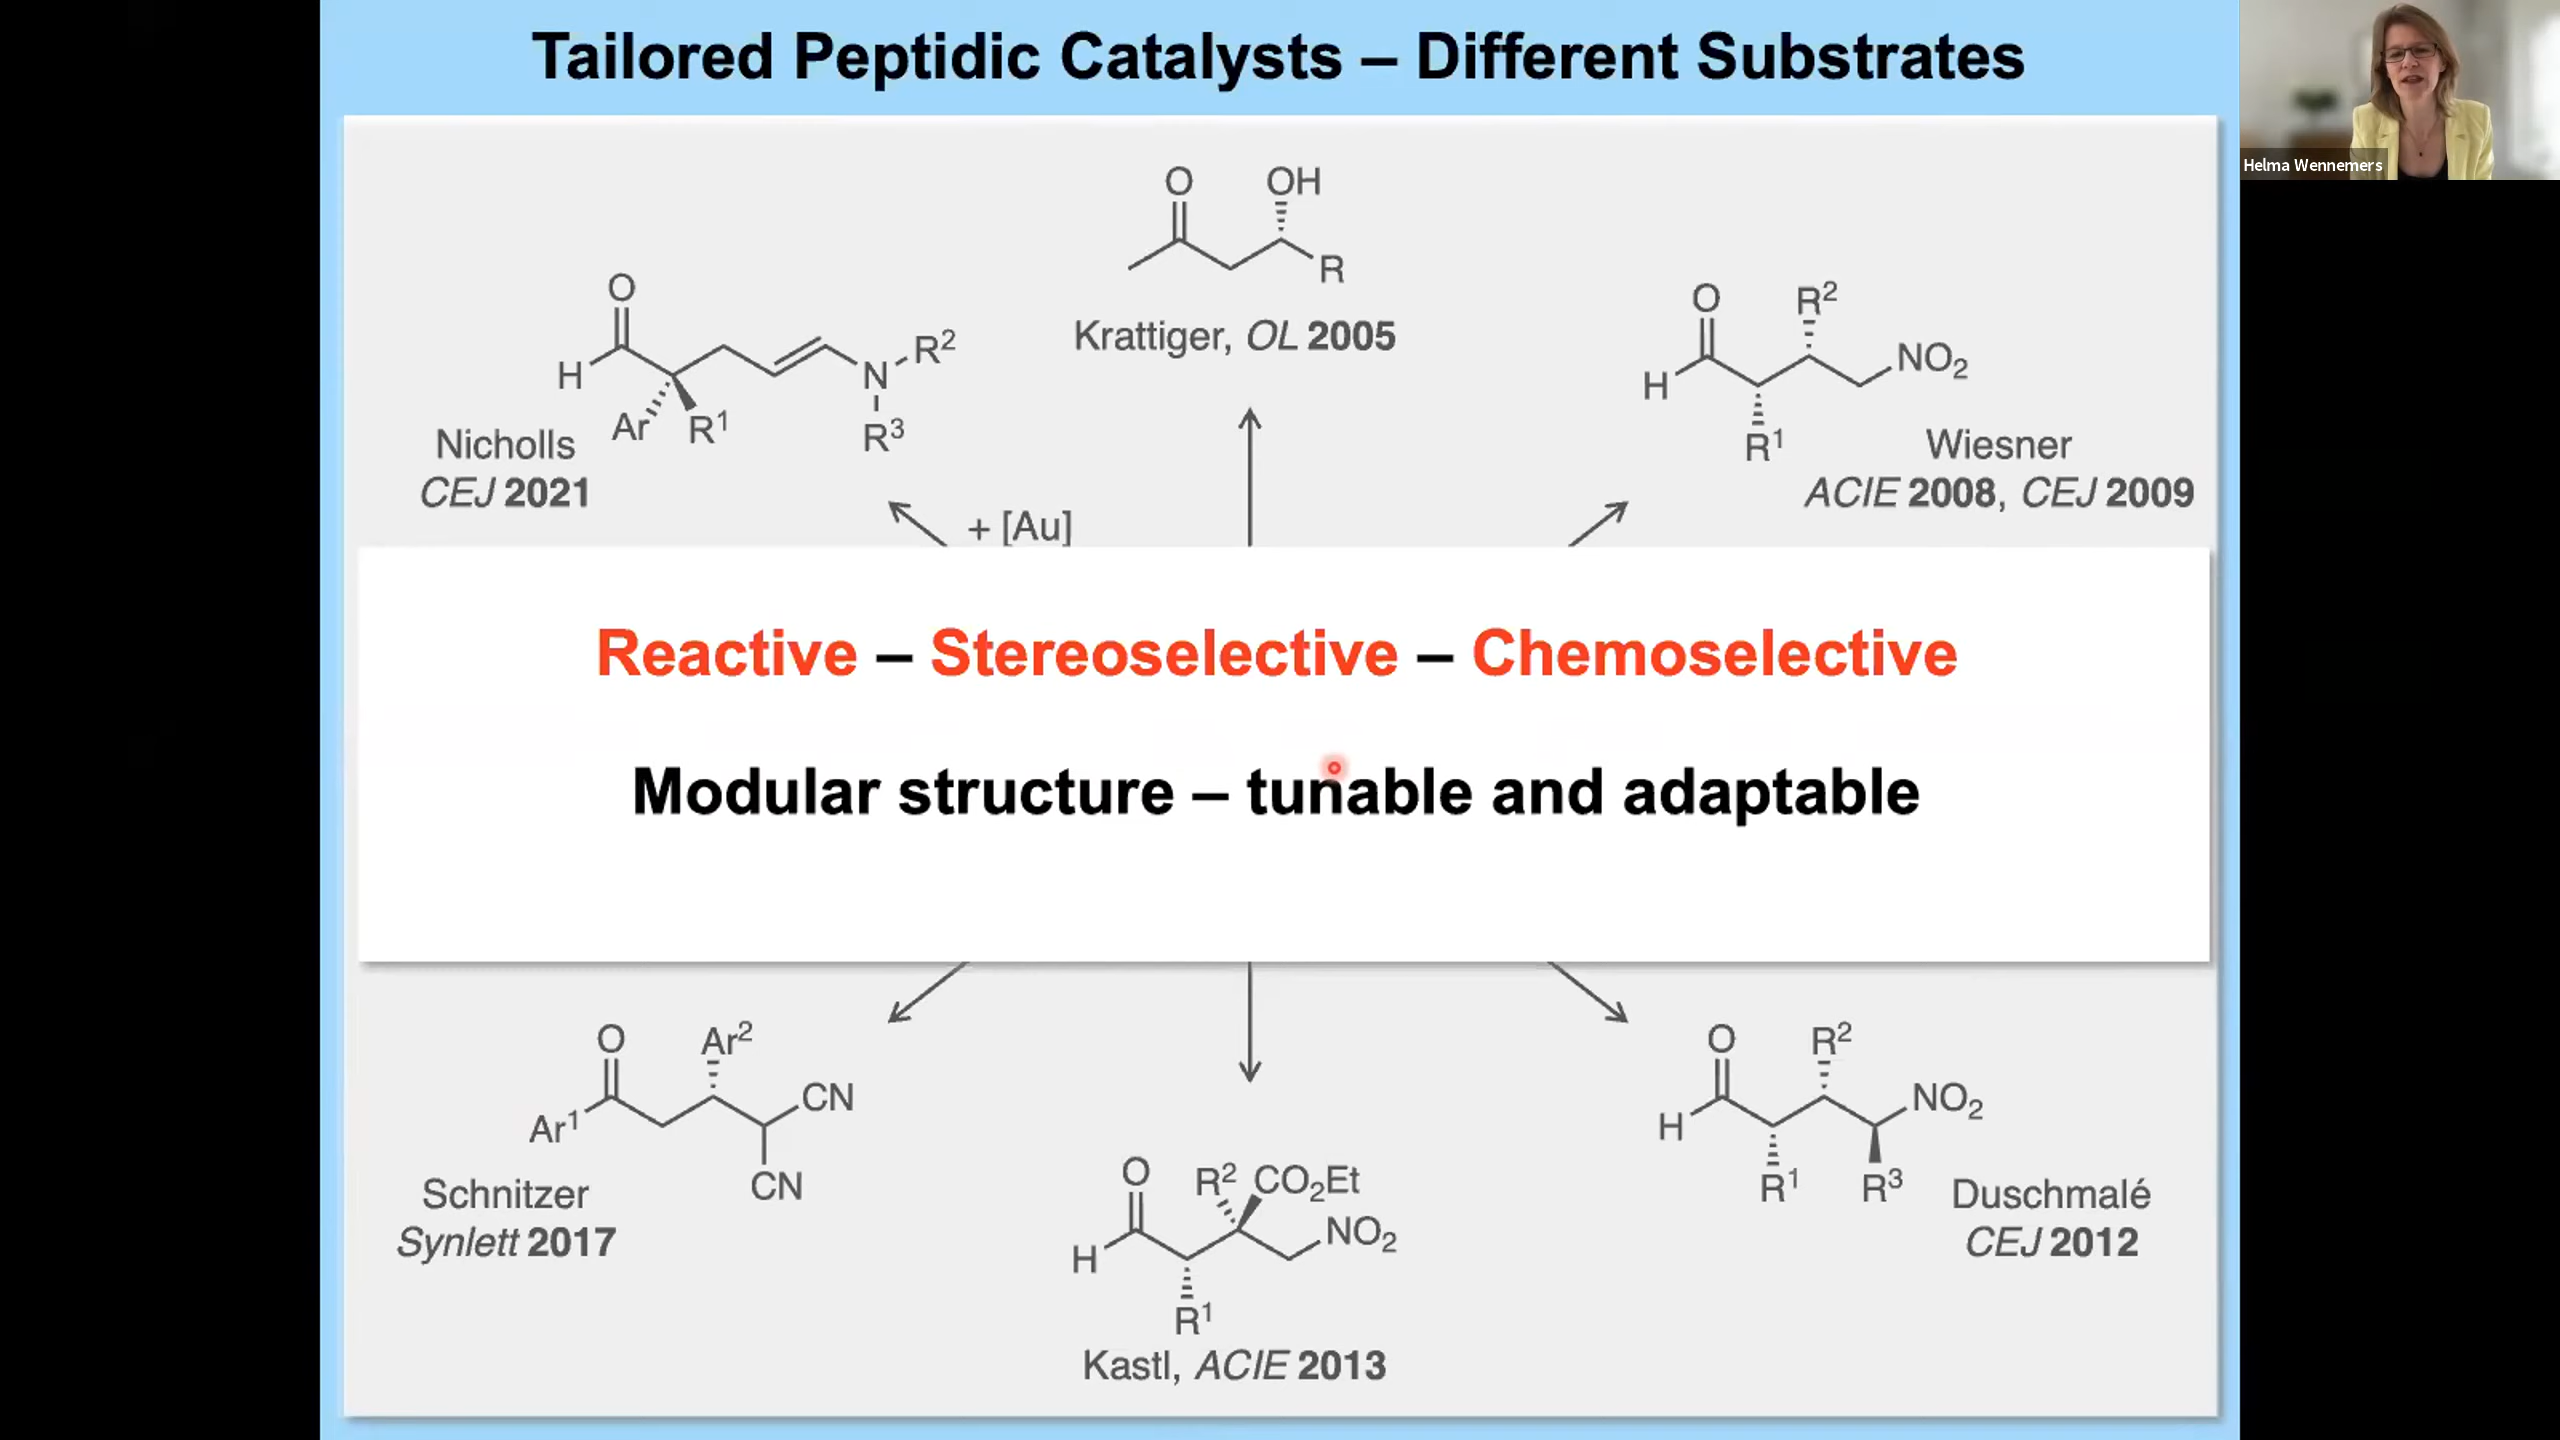 Tailored Peptidic Catalysts – Different Substrates
Helma Wennemers
O
OH
R
Krattiger, OL 2005
O
H
Ar
R1
N
R2
R3
Nicholls
CEJ 2021
+ [Au]
O
H
R1
R2
NO2
Wiesner
ACIE 2008, CEJ 2009
Reactive – Stereoselective – Chemoselective
Modular structure – tunable and adaptable
O
Ar1
Ar2
CN
CN
Schnitzer
Synlett 2017
O
H
R1
R2
CO2Et
NO2
Kastl, ACIE 2013
O
H
R1
R2
NO2
R3
Duschmalé
CEJ 2012